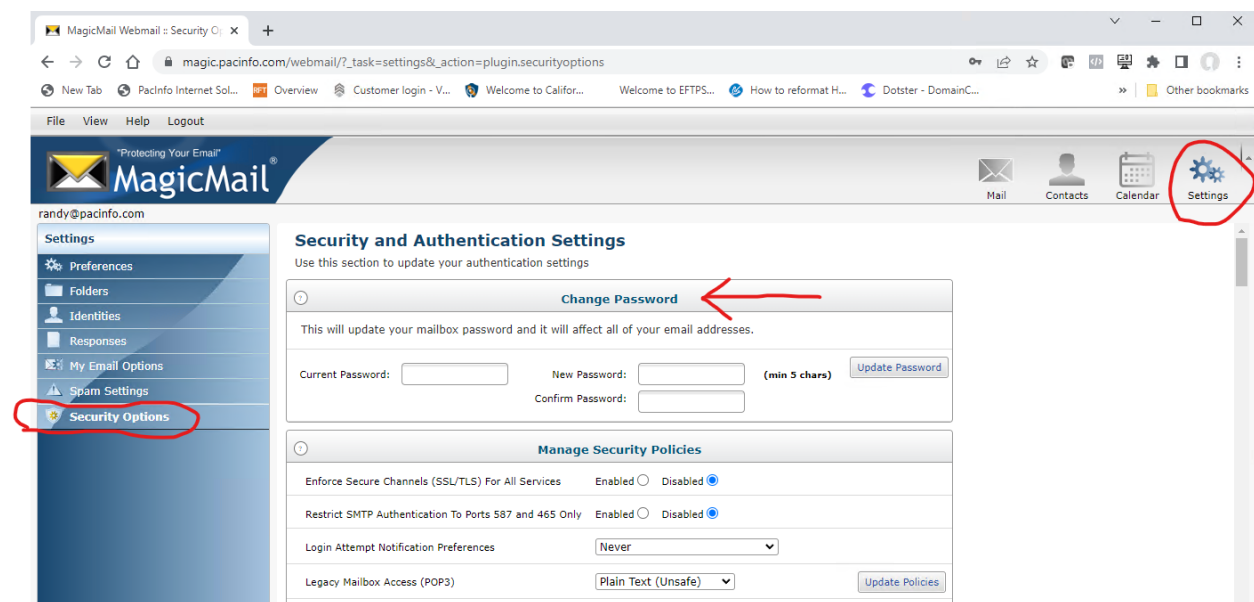 MagicMail Webmail :: Security O
magic.pacinfo.com/webmail/?_task=settings&_action=plugin.securityoptions
New Tab PacInfo Internet Sol... RFT Overview Customer login - V... Welcome to Califor... Welcome to EFTPS... How to reformat H... Dotster - DomainC... » Other bookmarks
File View Help Logout
"Protecting Your Email"
MagicMail®
Mail Contacts Calendar Settings
randy@pacinfo.com
Settings
Preferences
Folders
Identities
Responses
My Email Options
Spam Settings
Security Options
Security and Authentication Settings
Use this section to update your authentication settings
Change Password
This will update your mailbox password and it will affect all of your email addresses.
Current Password: New Password: (min 5 chars) Update Password
Confirm Password:
Manage Security Policies
Enforce Secure Channels (SSL/TLS) For All Services Enabled Disabled
Restrict SMTP Authentication To Ports 587 and 465 Only Enabled Disabled
Login Attempt Notification Preferences Never
Legacy Mailbox Access (POP3) Plain Text (Unsafe) Update Policies